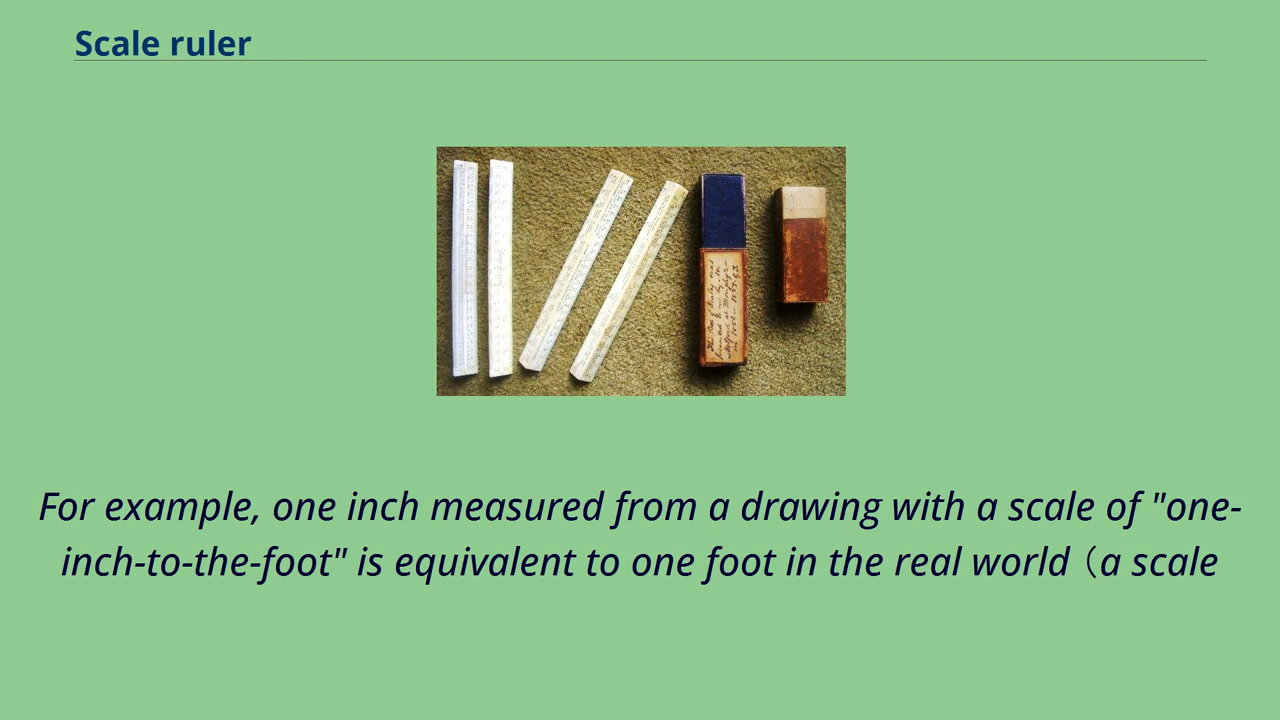 Scale ruler
For example, one inch measured from a drawing with a scale of "one-
inch-to-the-foot" is equivalent to one foot in the real world（a scale